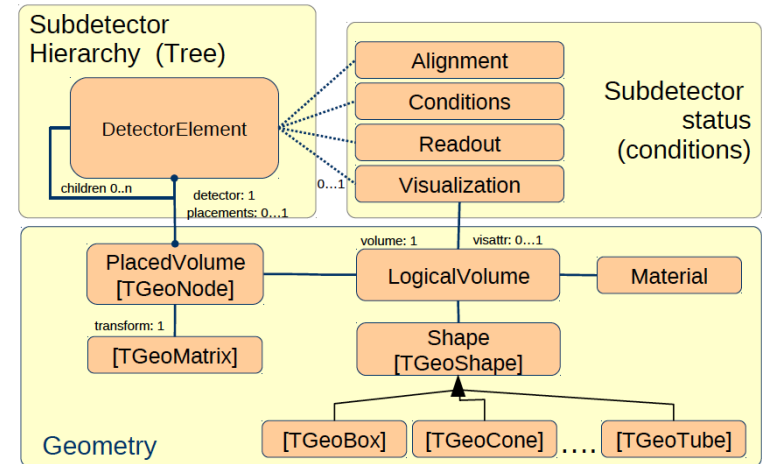 Subdetector
Hierarchy (Tree)
DetectorElement
children 0..n
detector: 1
placements: 0...1
0...1
Alignment
Conditions
Readout
Visualization
Subdetector
status
(conditions)
volume: 1
visattr: 0...1
PlacedVolume
[TGeoNode]
LogicalVolume
Material
transform: 1
[TGeoMatrix]
Shape
[TGeoShape]
[TGeoBox]
[TGeoCone]
....
[TGeoTube]
Geometry